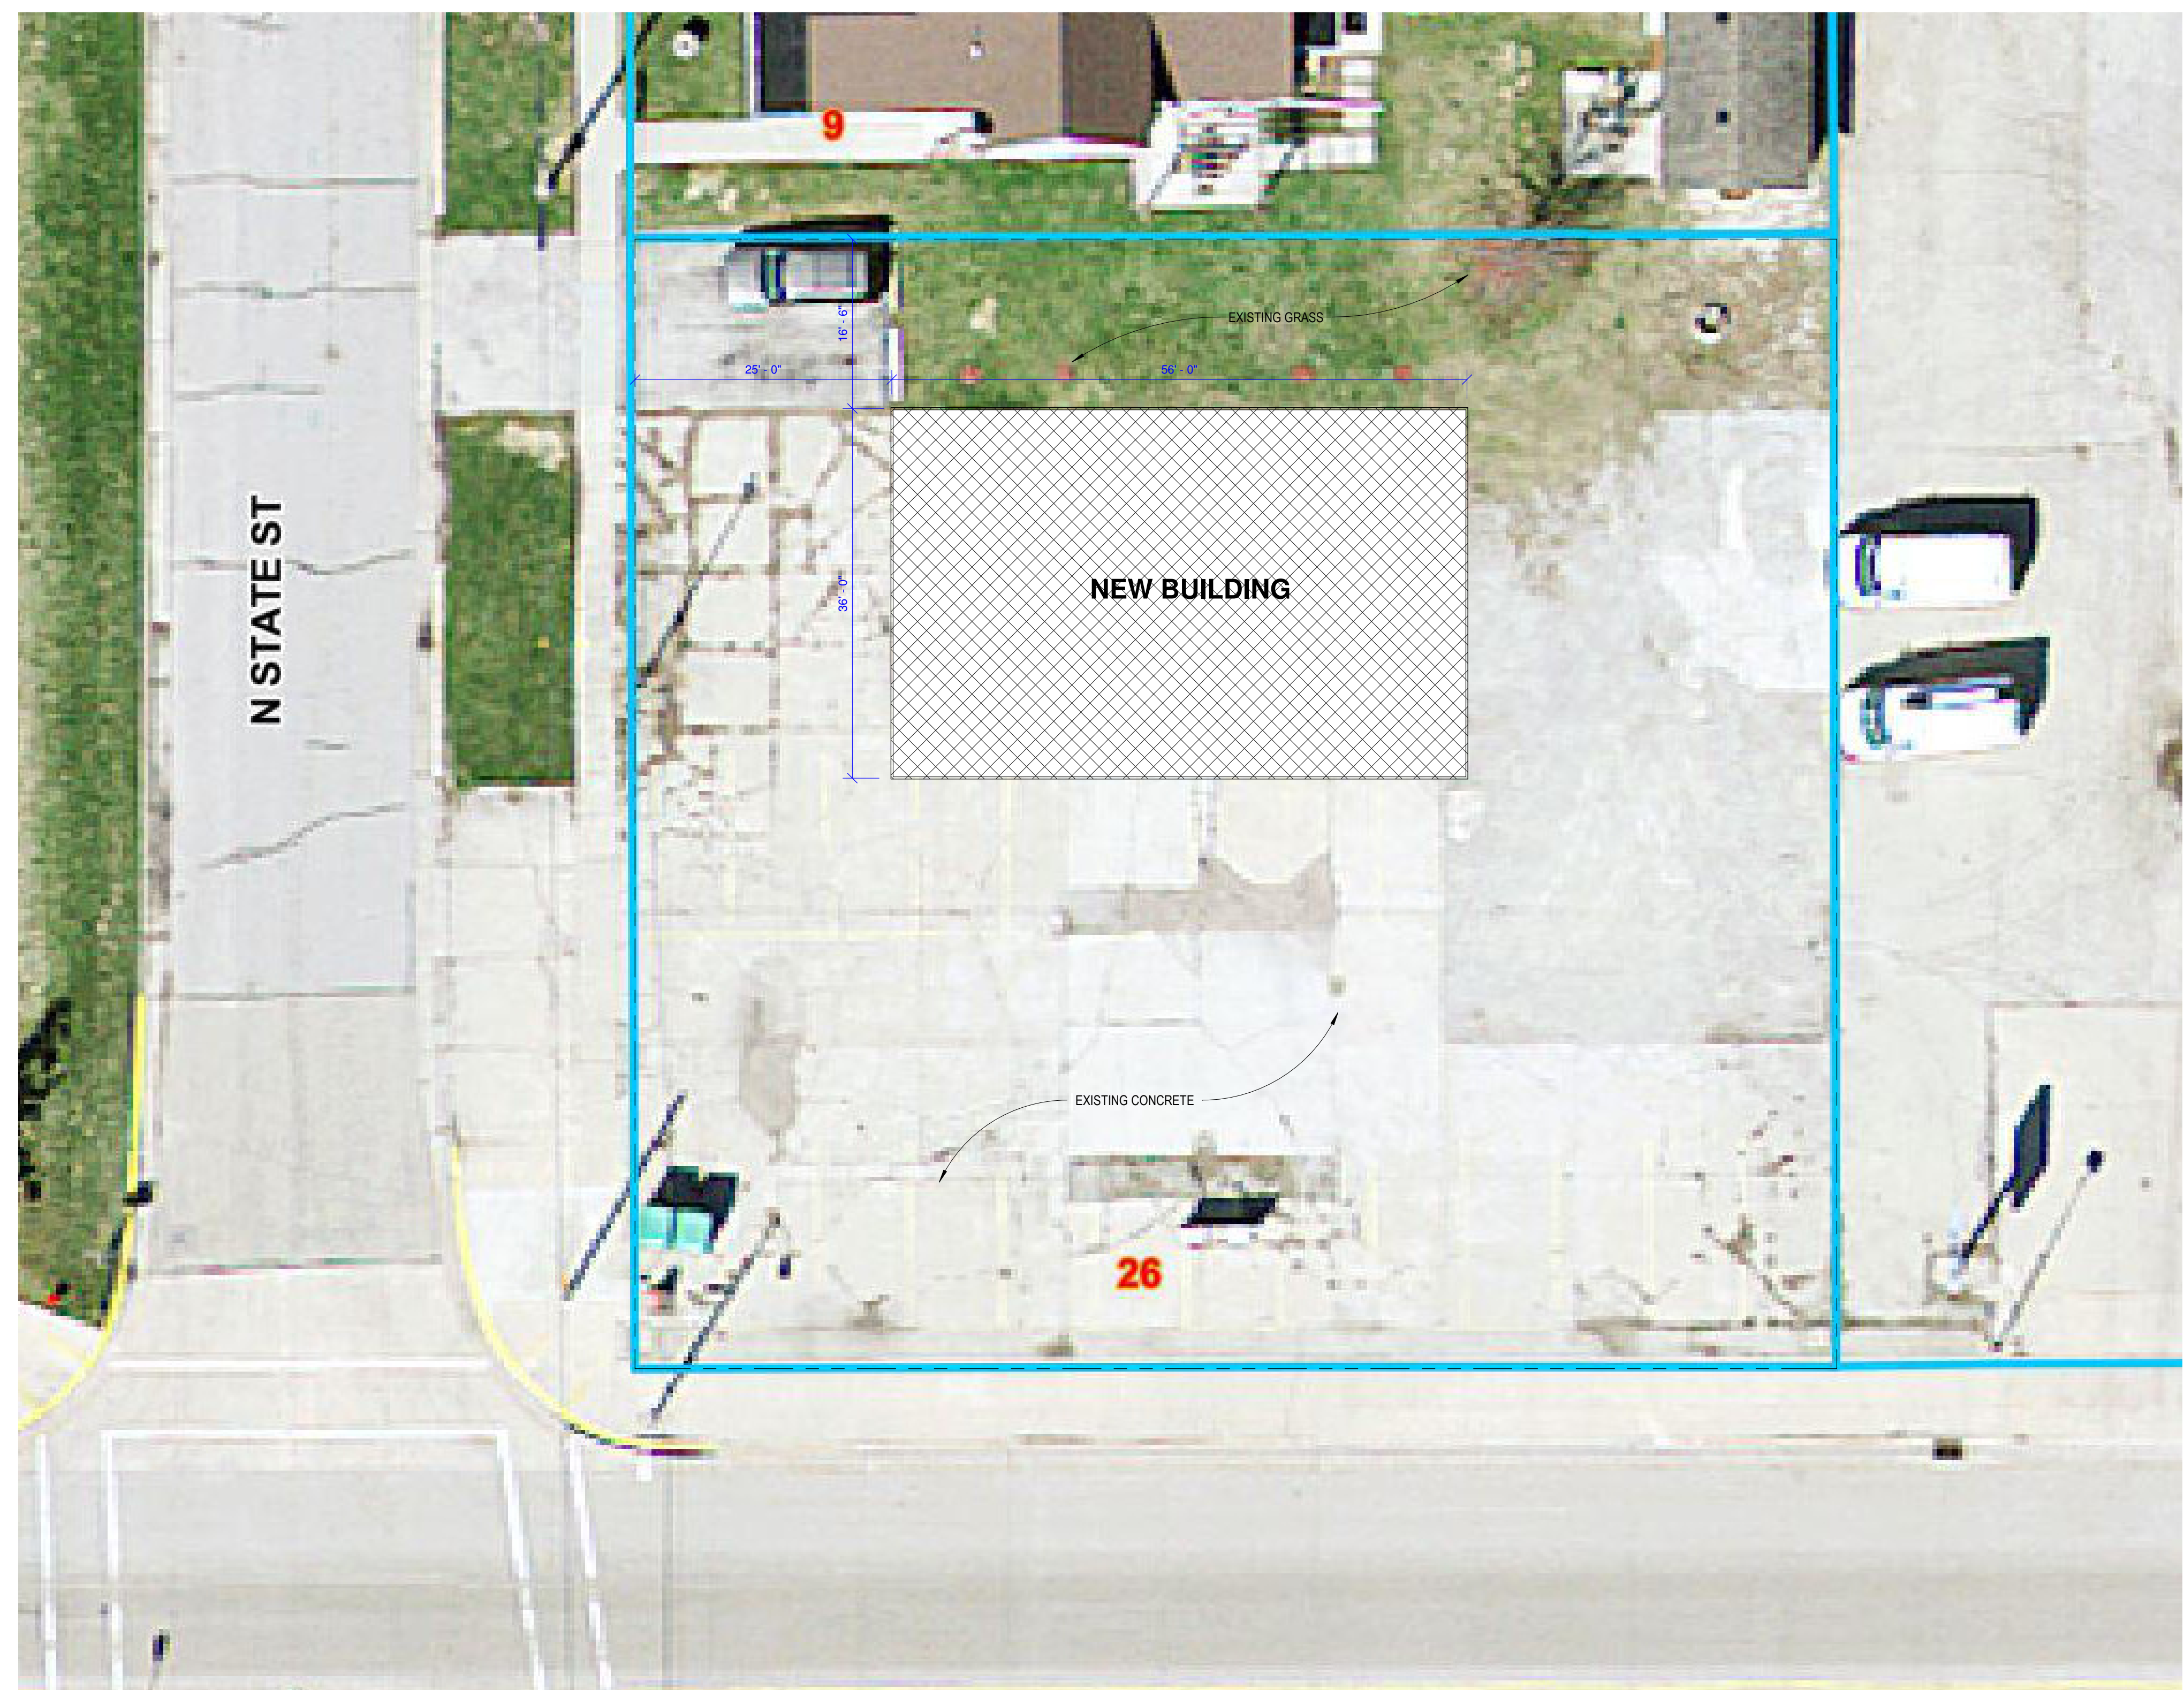 9
16' - 6"
EXISTING GRASS
25' - 0"
56' - 0"
N STATE ST
36' - 0"
NEW BUILDING
EXISTING CONCRETE
26